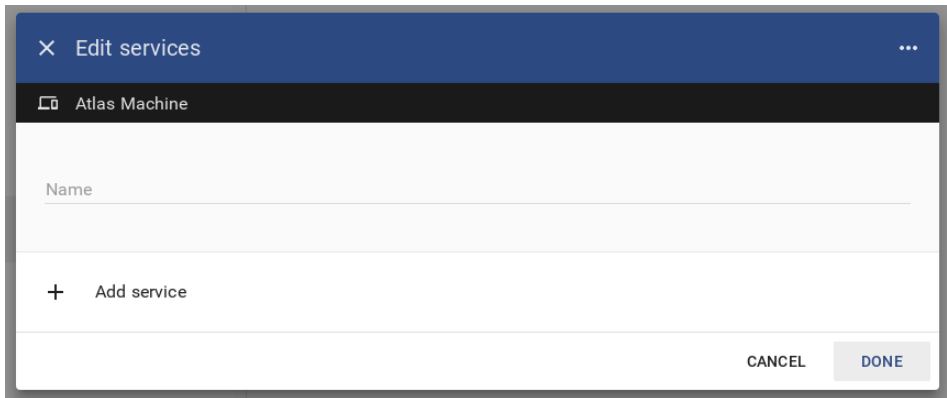 Edit services
Atlas Machine
Name
Add service
CANCEL DONE